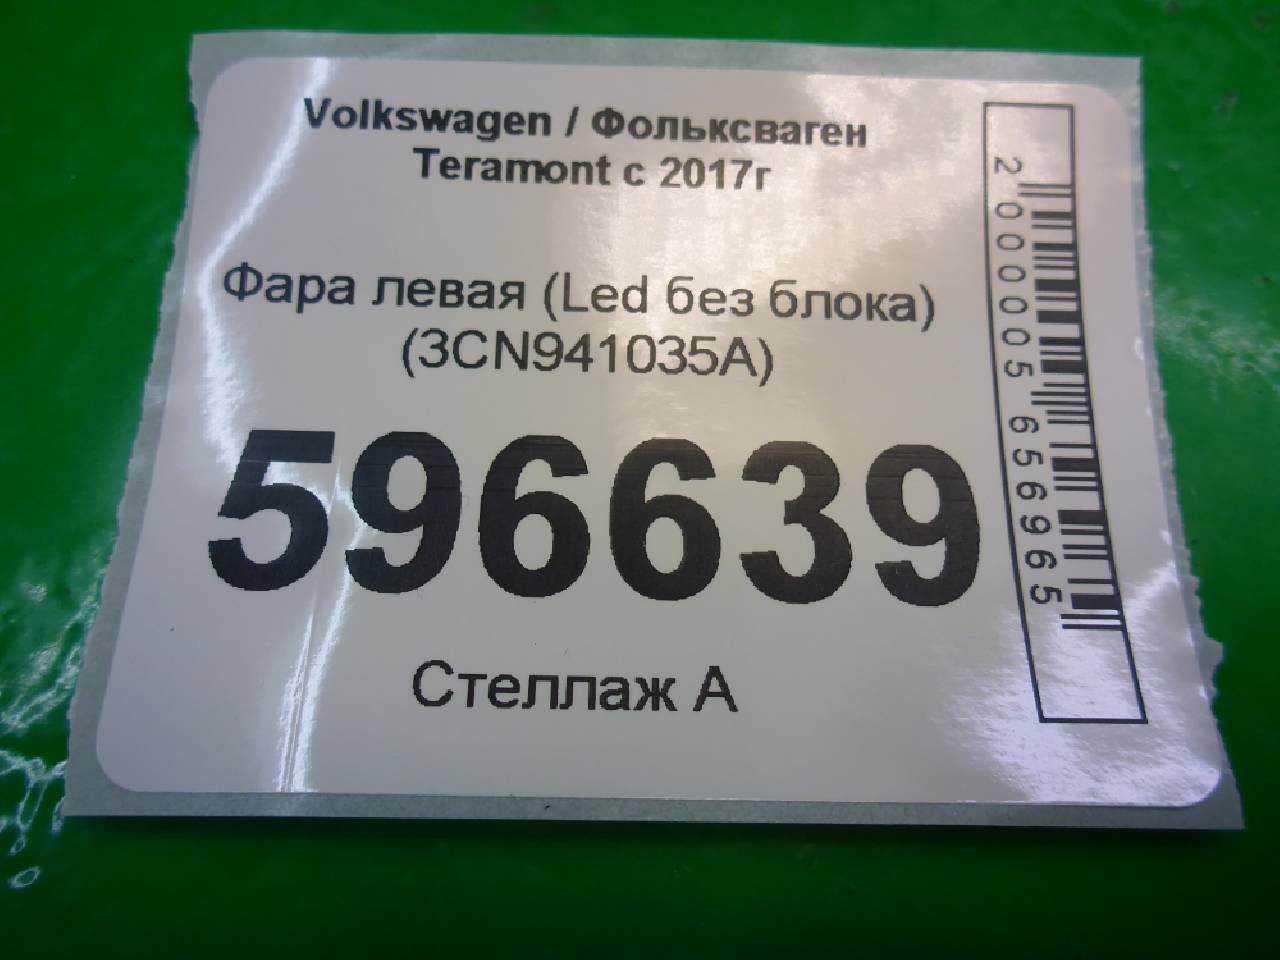 Volkswagen / Фольксваген
Teramont с 2017г
Фара левая (Led без блока)
(3CN941035A)
596639
Стеллаж А
2000005656965